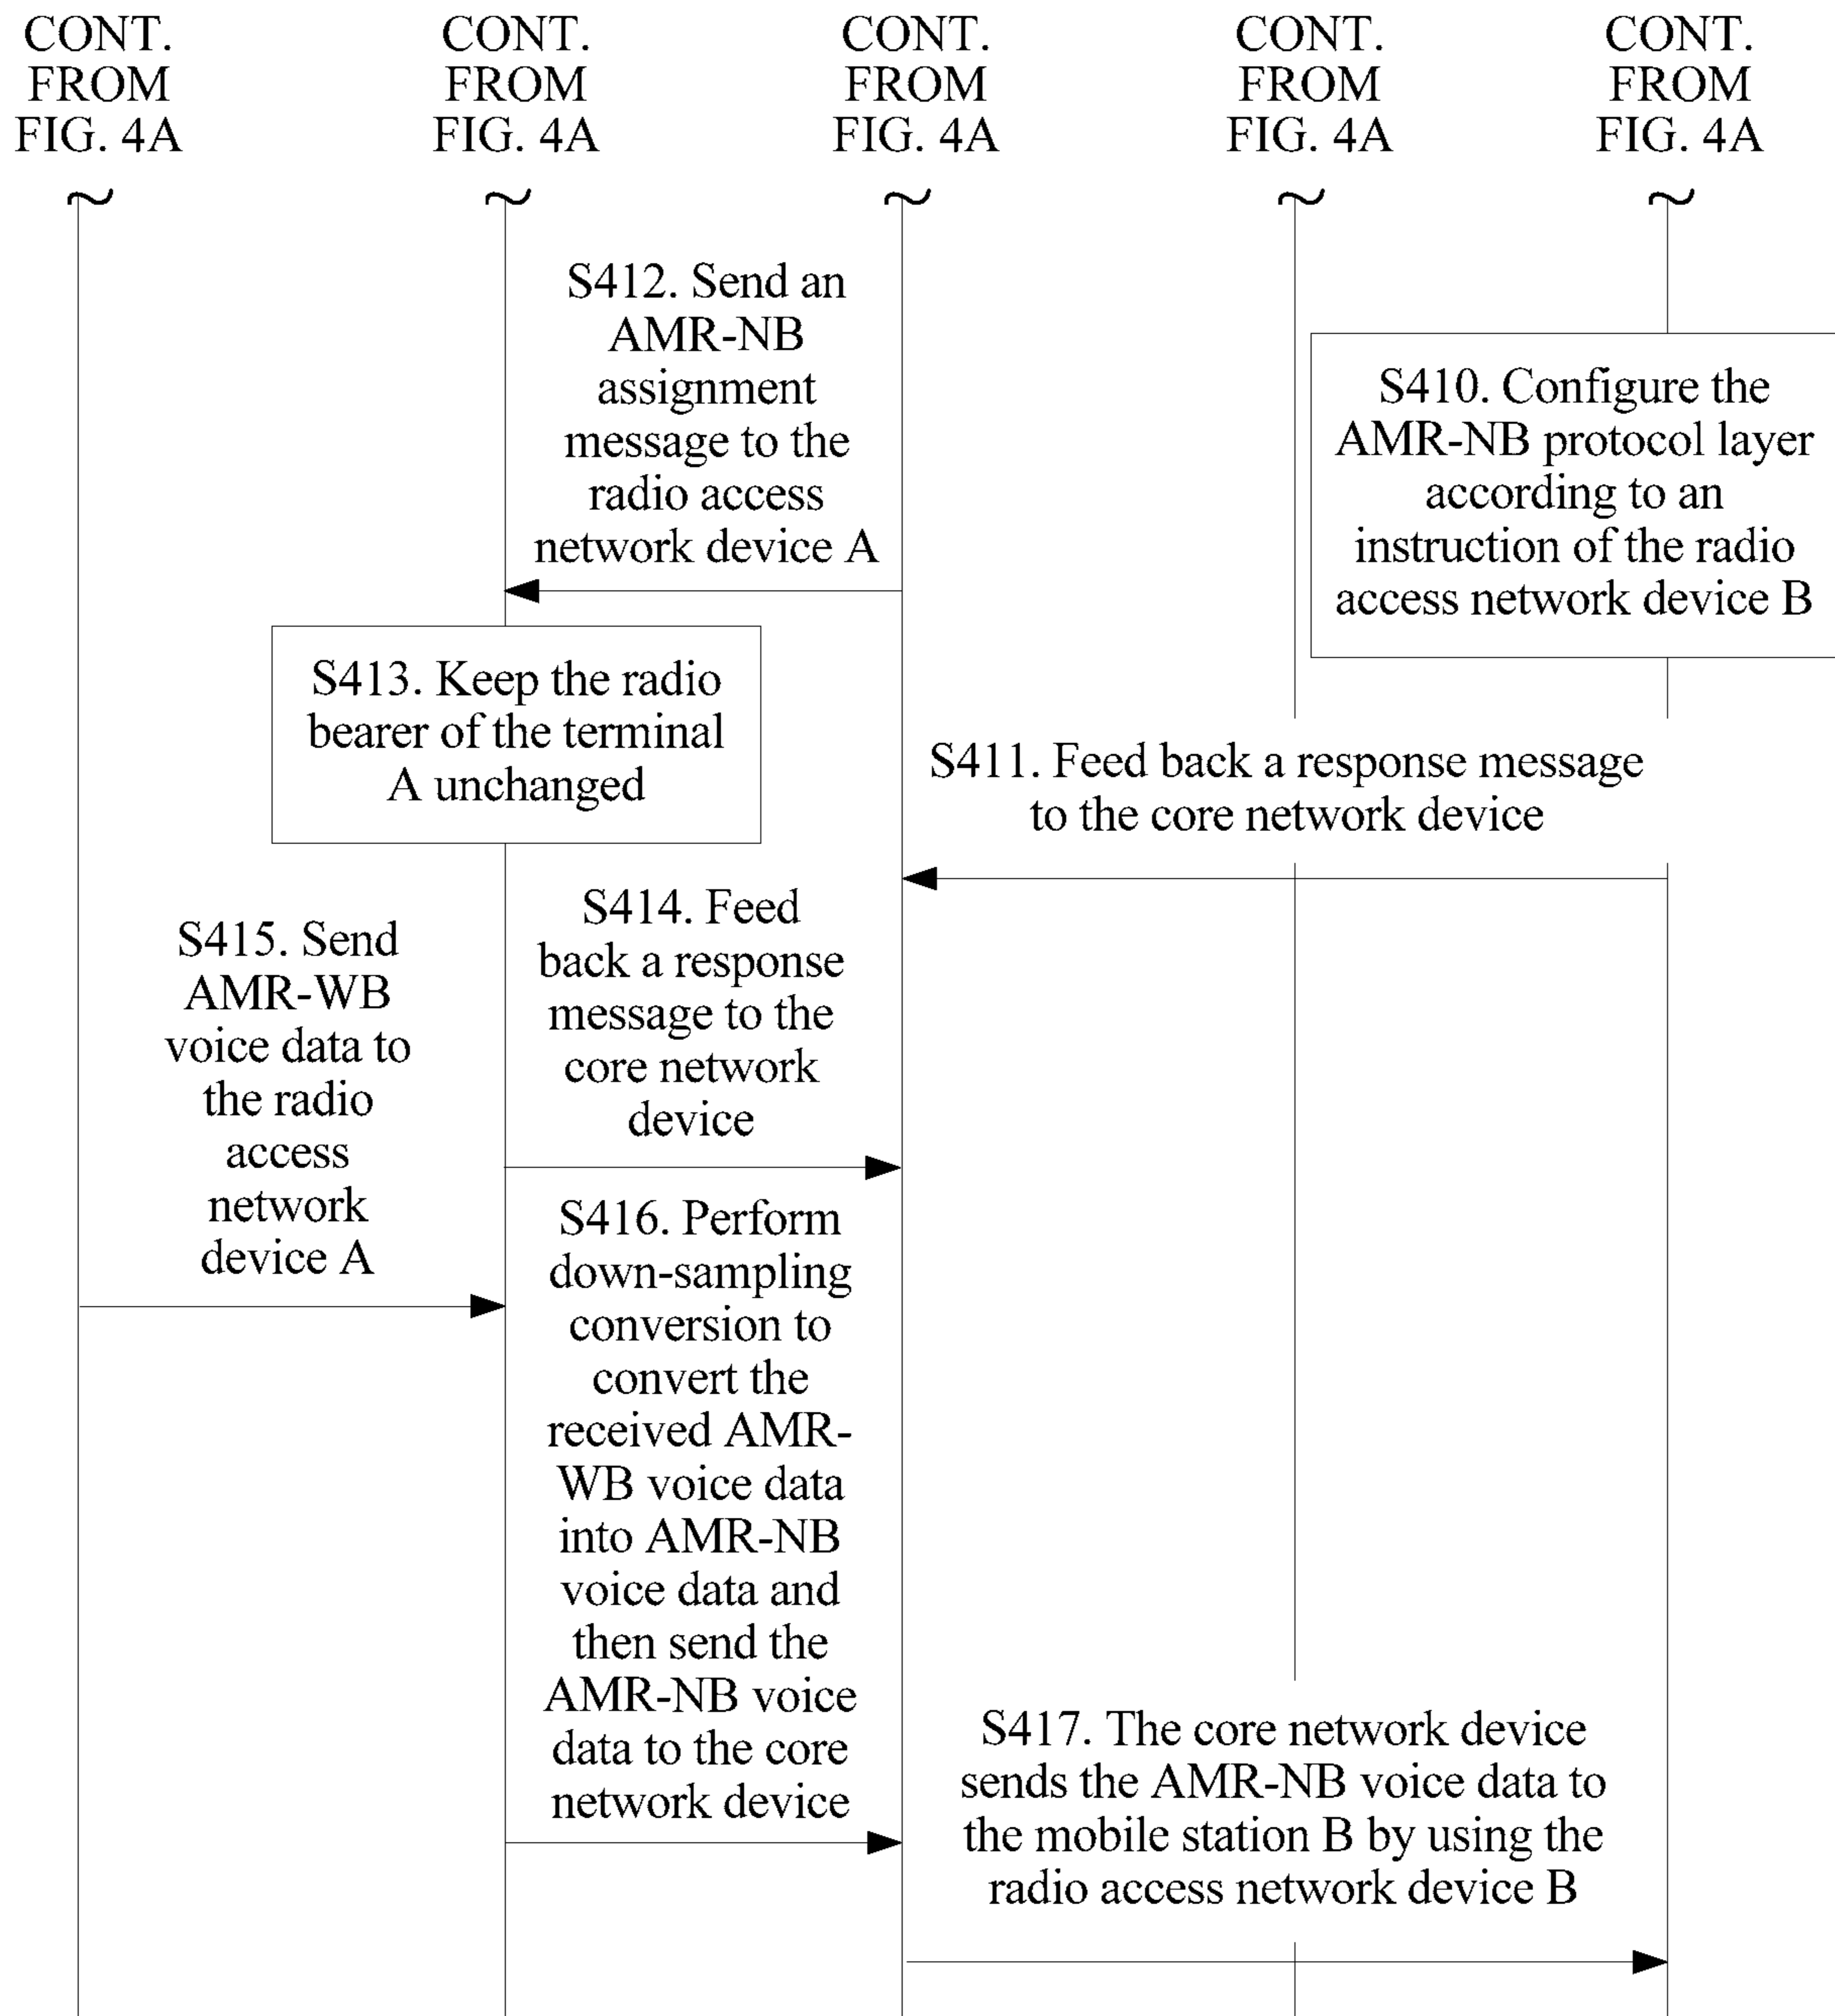 CONT.
FROM
FIG. 4A
CONT.
FROM
FIG. 4A
CONT.
FROM
FIG. 4A
CONT.
FROM
FIG. 4A
CONT.
FROM
FIG. 4A
S412. Send an
AMR-NB
assignment
message to the
radio access
network device A
S410. Configure the
AMR-NB protocol layer
according to an
instruction of the radio
access network device B
S413. Keep the radio
bearer of the terminal
A unchanged
S411. Feed back a response message
to the core network device
S414. Feed
back a response
message to the
core network
device
S415. Send
AMR-WB
voice data to
the radio
access
network
device A
S416. Perform
down-sampling
conversion to
convert the
received AMR-
WB voice data
into AMR-NB
voice data and
then send the
AMR-NB voice
data to the core
network device
S417. The core network device
sends the AMR-NB voice data to
the mobile station B by using the
radio access network device B